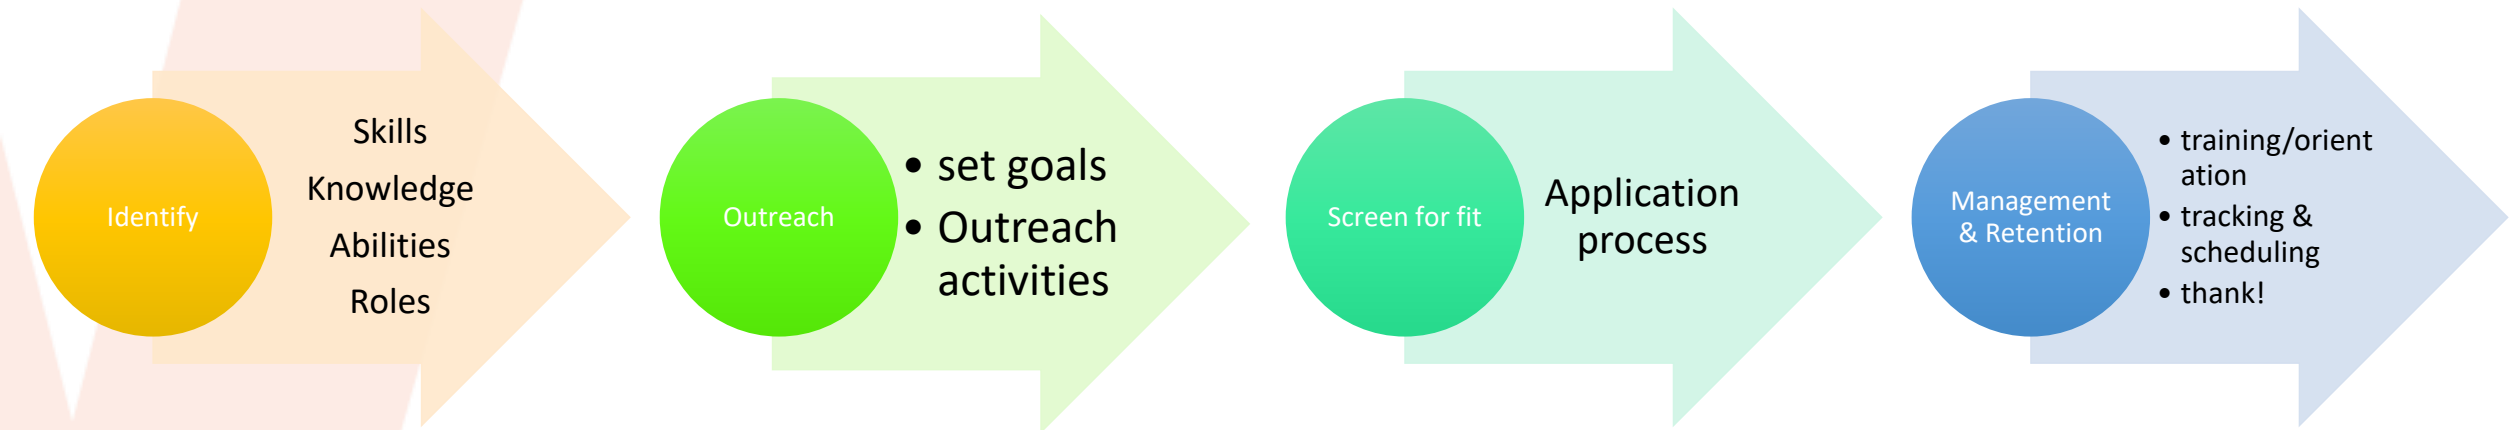 Identify
Skills
Knowledge
Abilities
Roles
Outreach
• set goals
• Outreach
activities
Screen for fit
Application
process
Management
& Retention
• training/orient
ation
• tracking &
scheduling
• thank!